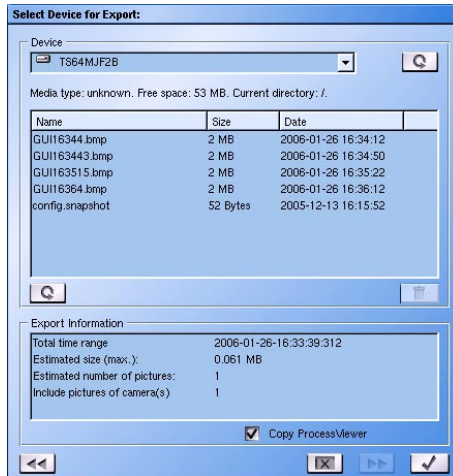 Select Device for Export:
Device
TS64MJF2B
Media type: unknown. Free space: 53 MB. Current directory: /.
Name Size Date
GUI16344.bmp 2 MB 2006-01-26 16:34:12
GUI163443.bmp 2 MB 2006-01-26 16:34:50
GUI163515.bmp 2 MB 2006-01-26 16:35:22
GUI16364.bmp 2 MB 2006-01-26 16:36:12
config.snapshot 52 Bytes 2005-12-13 16:15:52
Export Information
Total time range 2006-01-26-16:33:39:312
Estimated size (max.): 0.061 MB
Estimated number of pictures: 1
Include pictures of camera(s) 1
Copy ProcessViewer